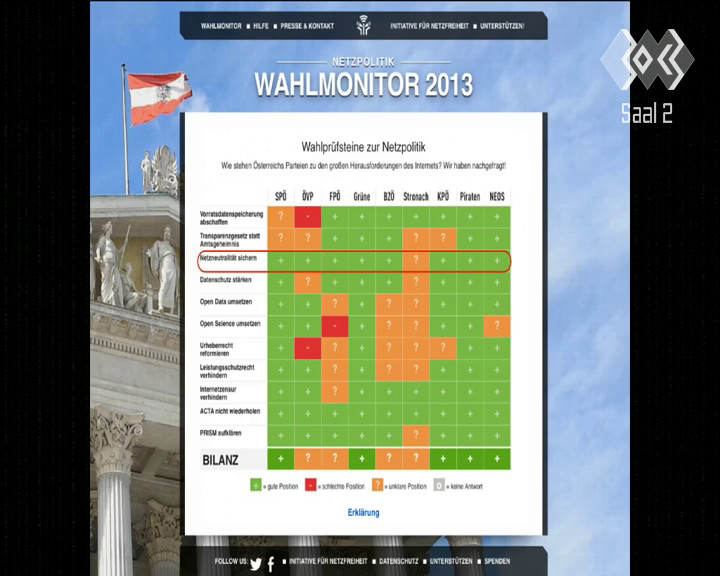 WAHLMONITOR ■ HILFE ■ PRESSE & KONTAKT INITIATIVE FÜR NETZFREIHEIT ■ UNTERSTÜTZEN!
NETZPOLITIK
WAHLMONITOR 2013
Saal 2
Wahlprüfsteine zur Netzpolitik
Wie stehen Österreichs Parteien zu den großen Herausforderungen des Internets? Wir haben nachgefragt!
SPÖ ÖVP FPÖ Grüne BZÖ Stronach KPÖ Piraten NEOS
Vorratsdatenspeicherung
abschaffen ? - + + + + + + +
Transparenzgesetz statt
Amtsgeheimnis ? ? + + + ? ? + +
Netzneutralität sichern + + + + + ? + + +
Datenschutz stärken + ? + + + ? + + +
Open Data umsetzen + + ? + ? ? + + +
Open Science umsetzen + + - + ? ? + + ?
Urheberrecht
reformieren + - ? + ? ? ? + +
Leistungsschutzrecht
verhindern + + ? + ? ? + + +
Internetzensur
verhindern + + ? + + + + + +
ACTA nicht wiederholen + + + + + + + + +
PRISM aufklären + + + + + ? + + +
BILANZ + ? ? + ? ? + + +
+ = gute Position - = schlechte Position ? = unklare Position o = keine Antwort
Erklärung
FOLLOW US: ■ INITIATIVE FÜR NETZFREIHEIT ■ DATENSCHUTZ ■ UNTERSTÜTZEN ■ SPENDEN